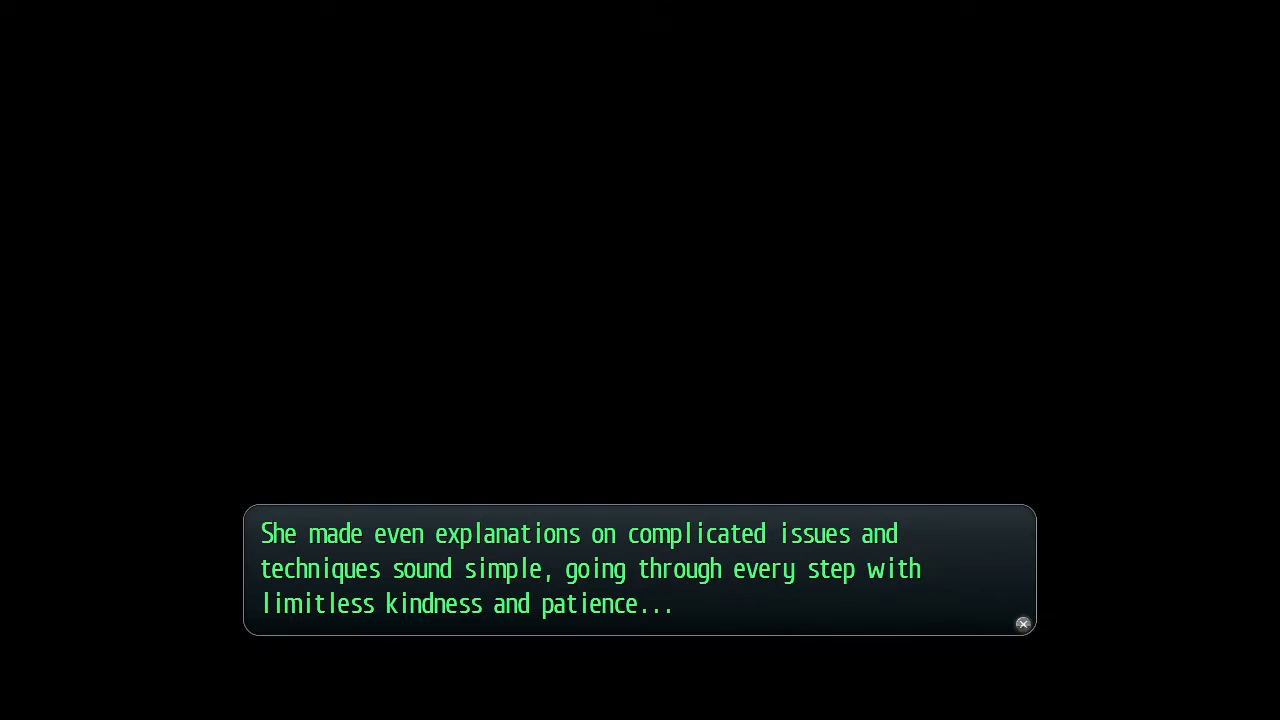 She made even explanations on complicated issues and
techniques sound simple, going through every step with
limitless kindness and patience...